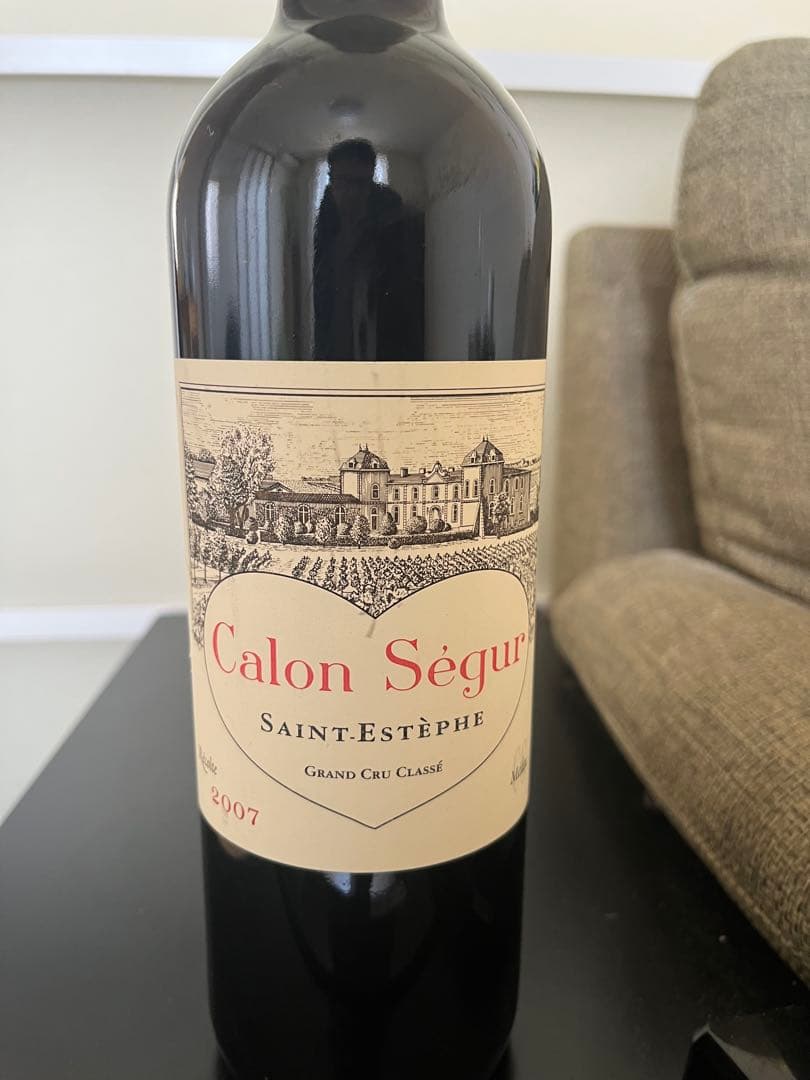 Calon Ségur
SAINT-ESTÈPHE
GRAND CRU CLASSÉ
2007